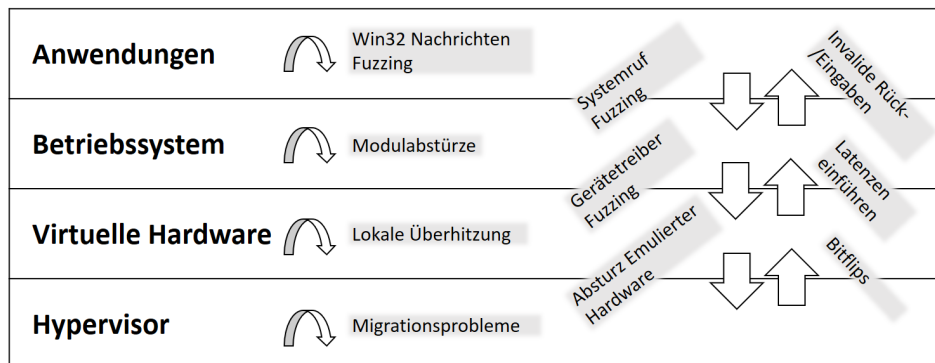 Anwendungen
Win32 Nachrichten
Fuzzing
Systemruf
Fuzzing
Invalide Rück-
/Eingaben
Betriebssystem
Modulabstürze
Gerätetreiber
Fuzzing
Latenzen
einführen
Virtuelle Hardware
Lokale Überhitzung
Absturz Emulierter
Hardware
Bitflips
Hypervisor
Migrationsprobleme